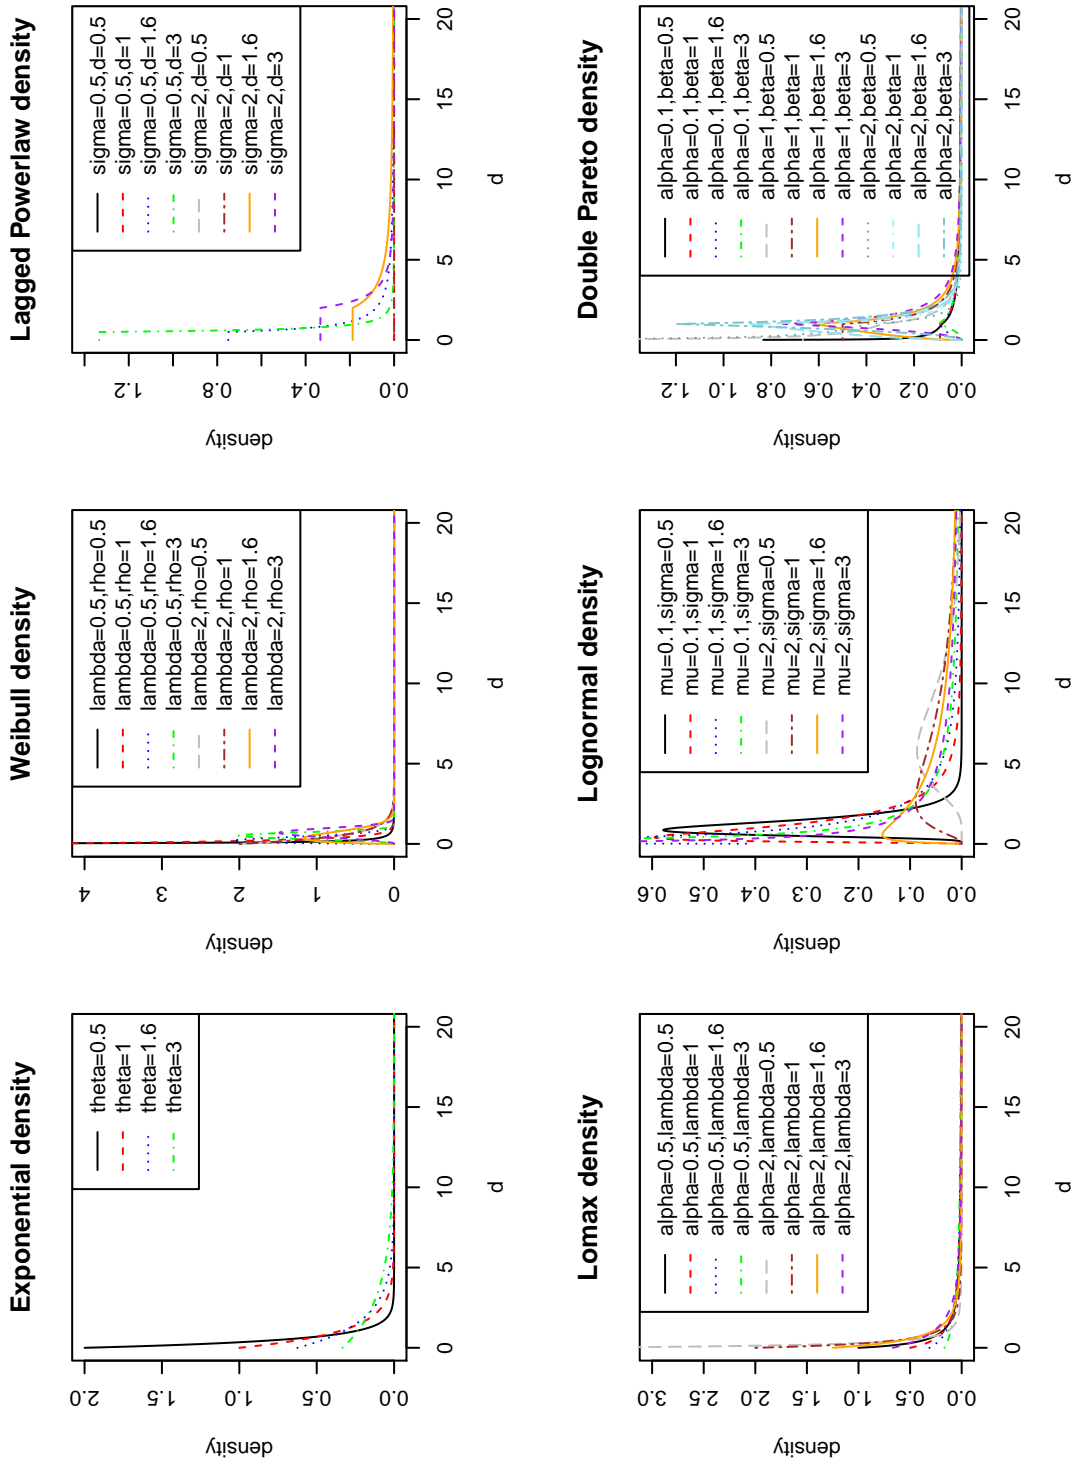 Exponential density
density
0.0 0.5 1.0 1.5 2.0
theta=0.5
theta=1
theta=1.6
theta=3
0 5 10 15 20
d
Weibull density
density
0 1 2 3 4
lambda=0.5,rho=0.5
lambda=0.5,rho=1
lambda=0.5,rho=1.6
lambda=0.5,rho=3
lambda=2,rho=0.5
lambda=2,rho=1
lambda=2,rho=1.6
lambda=2,rho=3
0 5 10 15 20
d
Lagged Powerlaw density
density
0.0 0.4 0.8 1.2
sigma=0.5,d=0.5
sigma=0.5,d=1
sigma=0.5,d=1.6
sigma=0.5,d=3
sigma=2,d=0.5
sigma=2,d=1
sigma=2,d=1.6
sigma=2,d=3
0 5 10 15 20
d
Lomax density
density
0.0 0.5 1.0 1.5 2.0 2.5 3.0
alpha=0.5,lambda=0.5
alpha=0.5,lambda=1
alpha=0.5,lambda=1.6
alpha=0.5,lambda=3
alpha=2,lambda=0.5
alpha=2,lambda=1
alpha=2,lambda=1.6
alpha=2,lambda=3
0 5 10 15 20
d
Lognormal density
density
0.0 0.1 0.2 0.3 0.4 0.5 0.6
mu=0.1,sigma=0.5
mu=0.1,sigma=1
mu=0.1,sigma=1.6
mu=0.1,sigma=3
mu=2,sigma=0.5
mu=2,sigma=1
mu=2,sigma=1.6
mu=2,sigma=3
0 5 10 15 20
d
Double Pareto density
density
0.0 0.2 0.4 0.6 0.8 1.0 1.2
alpha=0.1,beta=0.5
alpha=0.1,beta=1
alpha=0.1,beta=1.6
alpha=0.1,beta=3
alpha=1,beta=0.5
alpha=1,beta=1
alpha=1,beta=1.6
alpha=1,beta=3
alpha=2,beta=0.5
alpha=2,beta=1
alpha=2,beta=1.6
alpha=2,beta=3
0 5 10 15 20
d